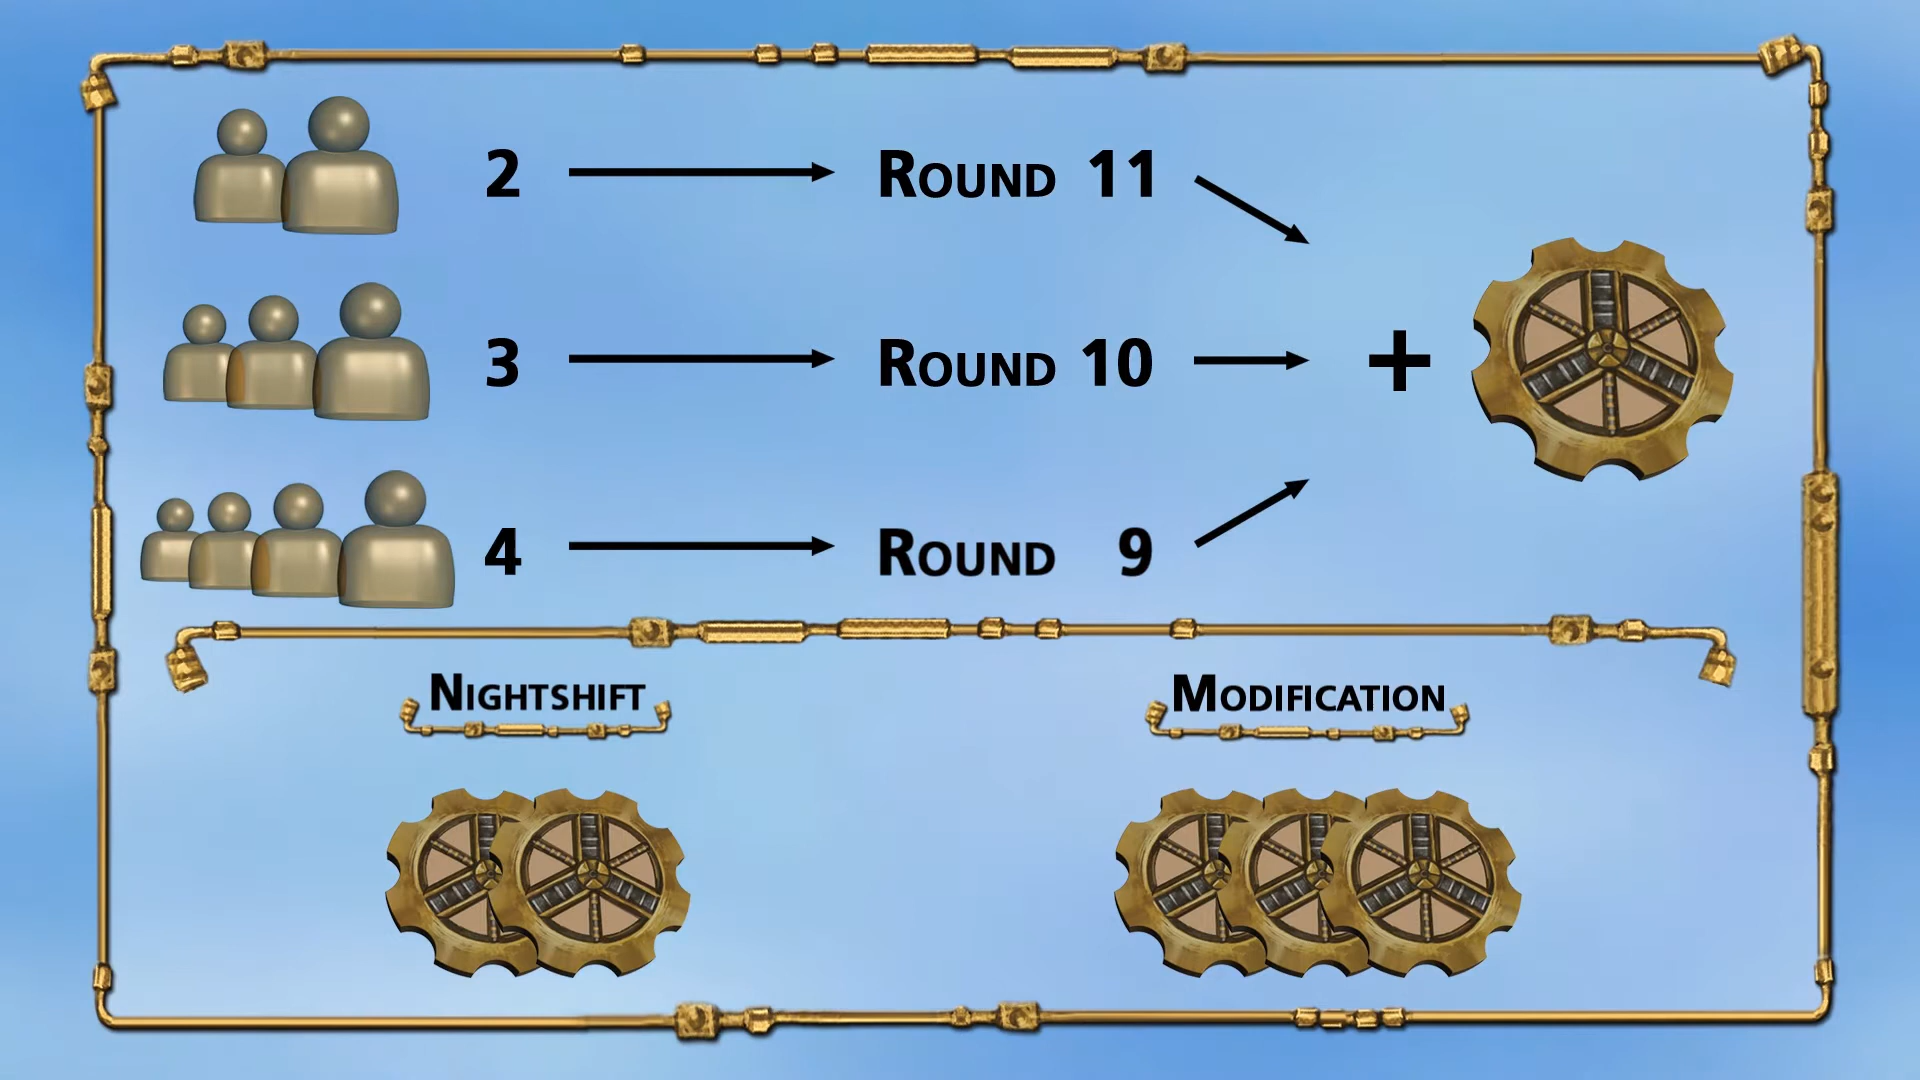 2 Round 11
3 Round 10 +
4 Round 9
Nightshift Modification